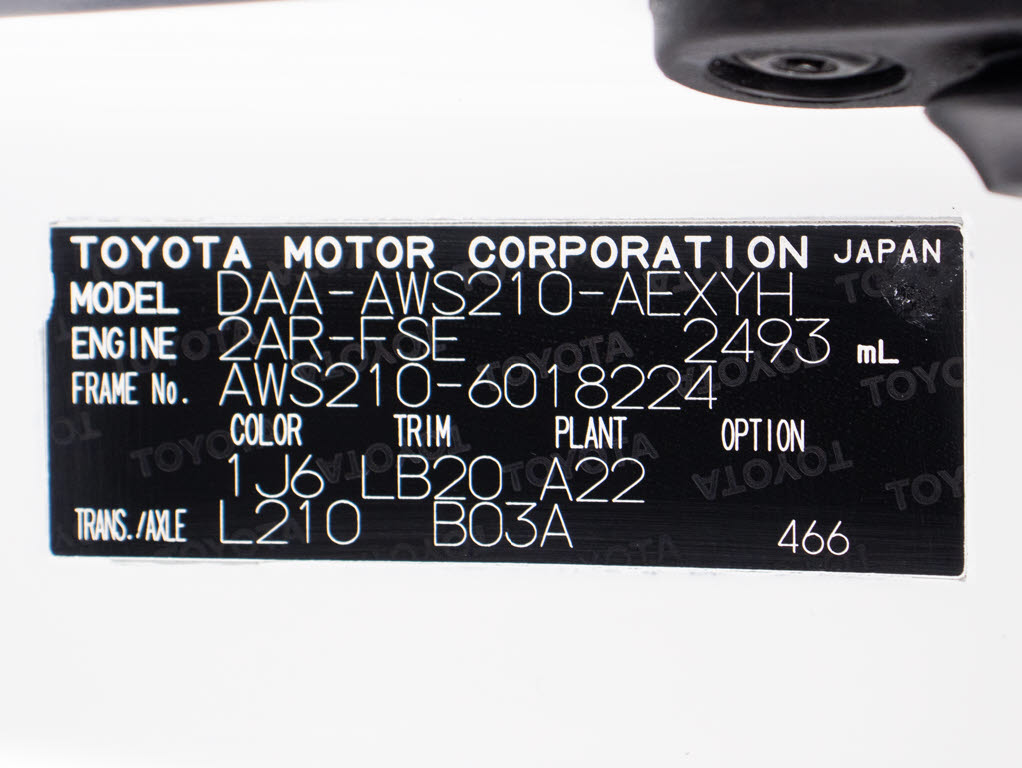 TOYOTA MOTOR CORPORATION JAPAN
MODEL DAA-AWS210-AEXYH
ENGINE 2AR-FSE 2493 mL
FRAME No. AWS210-6018224
COLOR TRIM PLANT OPTION
1J6 LB20 A22
TRANS./AXLE L210 B03A 466